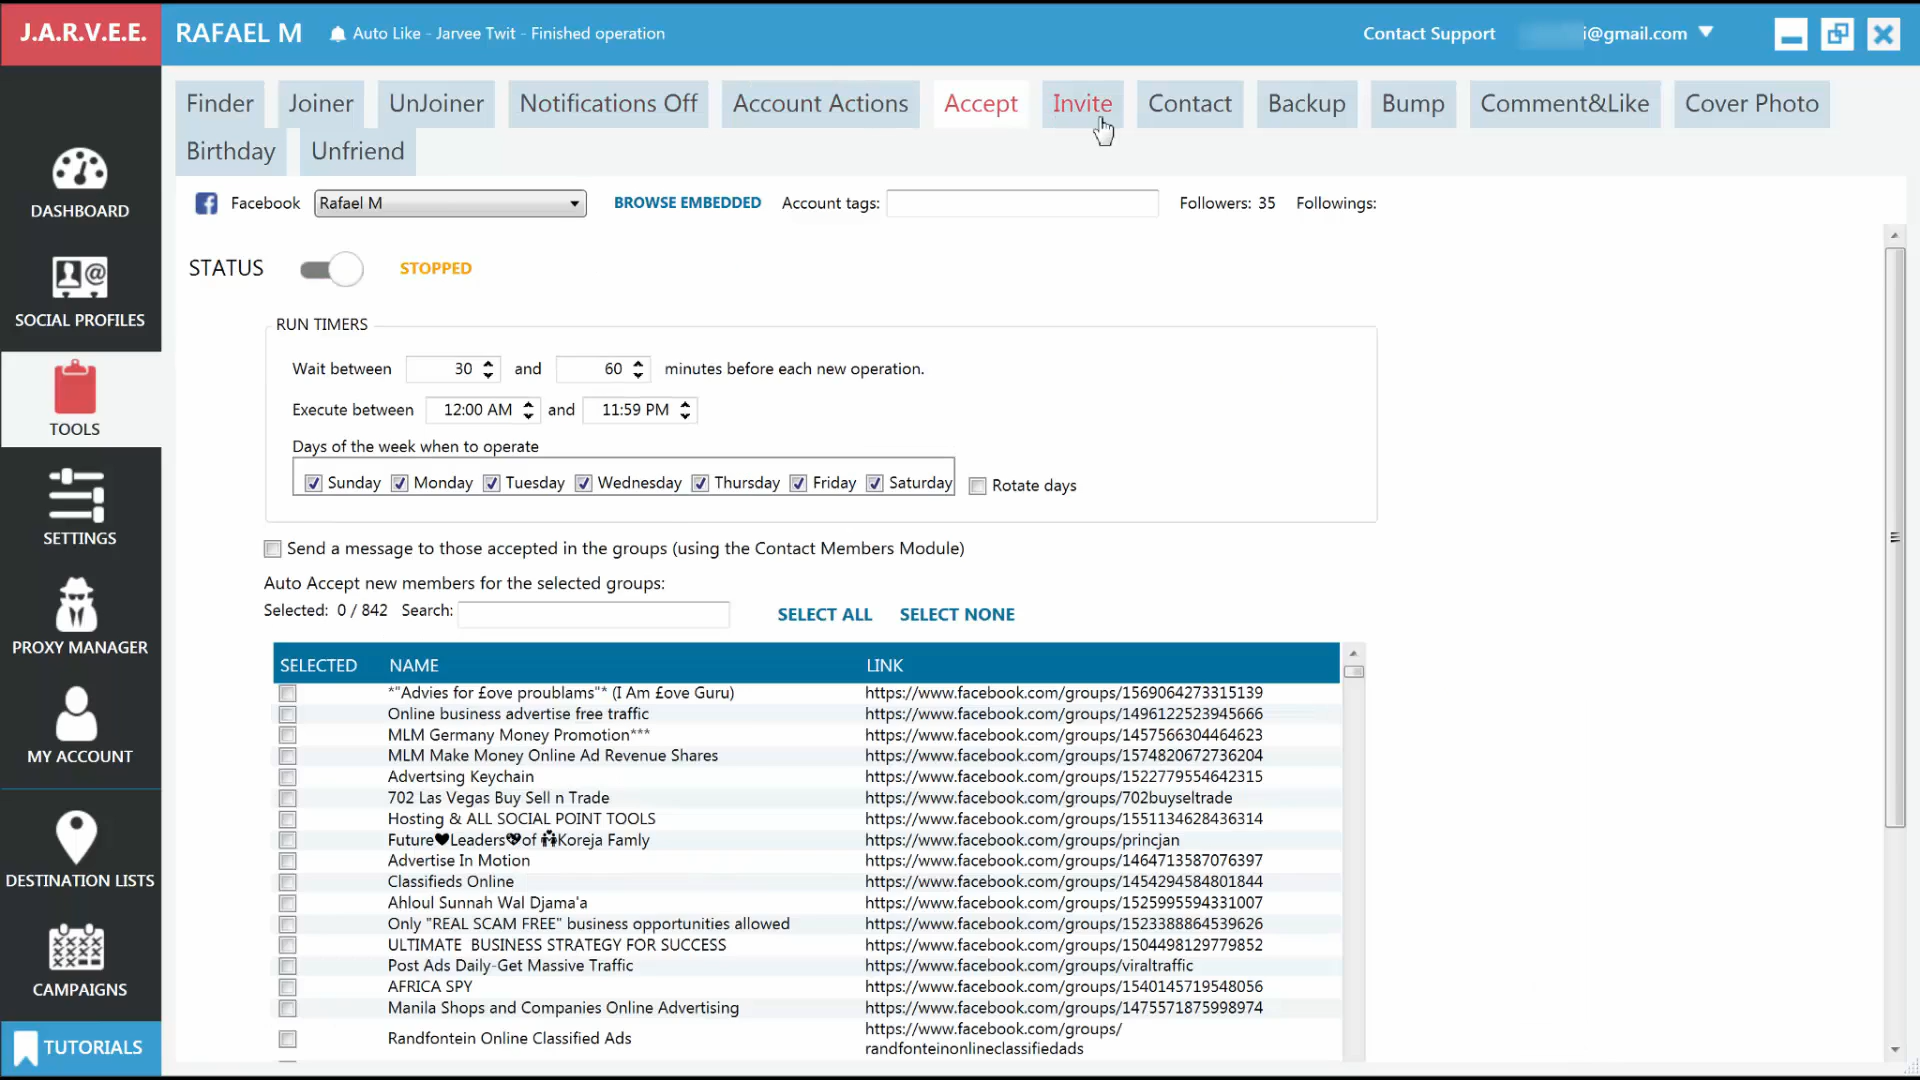 J.A.R.V.E.E.
RAFAEL M
Auto Like - Jarvee Twit - Finished operation
Contact Support
i@gmail.com
Finder
Joiner
UnJoiner
Notifications Off
Account Actions
Accept
Invite
Contact
Backup
Bump
Comment&Like
Cover Photo
Birthday
Unfriend
DASHBOARD
SOCIAL PROFILES
TOOLS
SETTINGS
PROXY MANAGER
MY ACCOUNT
DESTINATION LISTS
CAMPAIGNS
TUTORIALS
Facebook Rafael M BROWSE EMBEDDED Account tags: Followers: 35 Followings:
STATUS STOPPED
RUN TIMERS
Wait between 30 and 60 minutes before each new operation.
Execute between 12:00 AM and 11:59 PM
Days of the week when to operate
Sunday Monday Tuesday Wednesday Thursday Friday Saturday Rotate days
Send a message to those accepted in the groups (using the Contact Members Module)
Auto Accept new members for the selected groups:
Selected: 0 / 842 Search: SELECT ALL SELECT NONE
SELECTED NAME LINK
*"Advies for £ove proublams"* (I Am £ove Guru) https://www.facebook.com/groups/1569064273315139
Online business advertise free traffic https://www.facebook.com/groups/1496122523945666
MLM Germany Money Promotion*** https://www.facebook.com/groups/1457566304464623
MLM Make Money Online Ad Revenue Shares https://www.facebook.com/groups/1574820672736204
Advertsing Keychain https://www.facebook.com/groups/1522779554642315
702 Las Vegas Buy Sell n Trade https://www.facebook.com/groups/702buyseltrade
Hosting & ALL SOCIAL POINT TOOLS https://www.facebook.com/groups/1551134628436314
Future♥Leaders💖of 👪Koreja Famly https://www.facebook.com/groups/princjan
Advertise In Motion https://www.facebook.com/groups/1464713587076397
Classifieds Online https://www.facebook.com/groups/1454294584801844
Ahloul Sunnah Wal Djama'a https://www.facebook.com/groups/1525995594331007
Only "REAL SCAM FREE" business opportunities allowed https://www.facebook.com/groups/1523388864539626
ULTIMATE BUSINESS STRATEGY FOR SUCCESS https://www.facebook.com/groups/1504498129779852
Post Ads Daily-Get Massive Traffic https://www.facebook.com/groups/viraltraffic
AFRICA SPY https://www.facebook.com/groups/1540145719548056
Manila Shops and Companies Online Advertising https://www.facebook.com/groups/1475571875998974
Randfontein Online Classified Ads https://www.facebook.com/groups/
randfonteinonlineclassifiedads